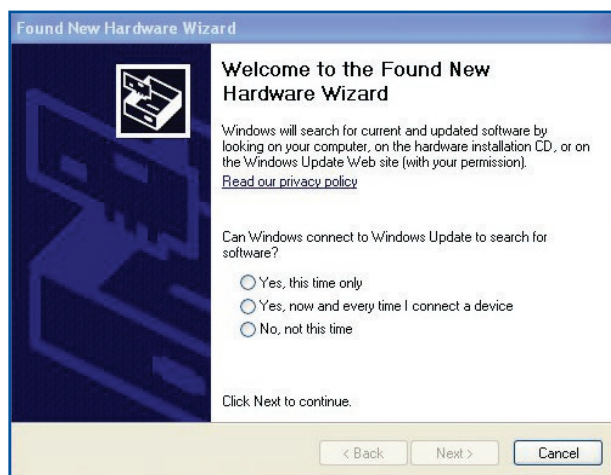 Found New Hardware Wizard
Welcome to the Found New
Hardware Wizard
Windows will search for current and updated software by
looking on your computer, on the hardware installation CD, or on
the Windows Update Web site (with your permission).
Read our privacy policy
Can Windows connect to Windows Update to search for
software?
Yes, this time only
Yes, now and every time I connect a device
No, not this time
Click Next to continue.
< Back Next > Cancel